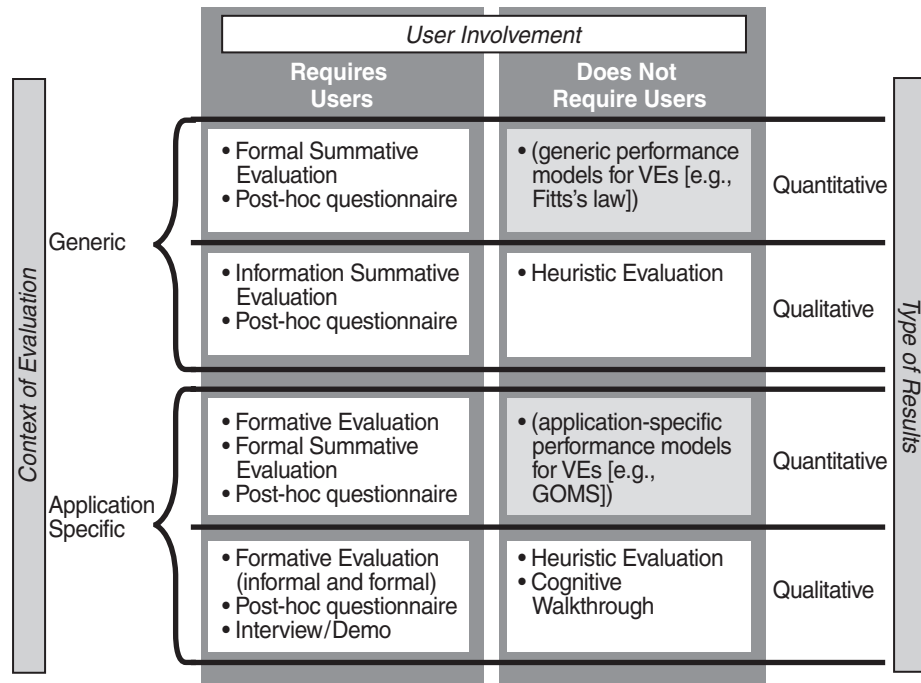 User Involvement
Requires
Users
Does Not
Require Users
Context of Evaluation
Generic
• Formal Summative
Evaluation
• Post-hoc questionnaire
• (generic performance
models for VEs [e.g.,
Fitts's law])
Quantitative
• Information Summative
Evaluation
• Post-hoc questionnaire
• Heuristic Evaluation
Qualitative
Application
Specific
• Formative Evaluation
• Formal Summative
Evaluation
• Post-hoc questionnaire
• (application-specific
performance models
for VEs [e.g.,
GOMS])
Quantitative
• Formative Evaluation
(informal and formal)
• Post-hoc questionnaire
• Interview/Demo
• Heuristic Evaluation
• Cognitive
Walkthrough
Qualitative
Type of Results